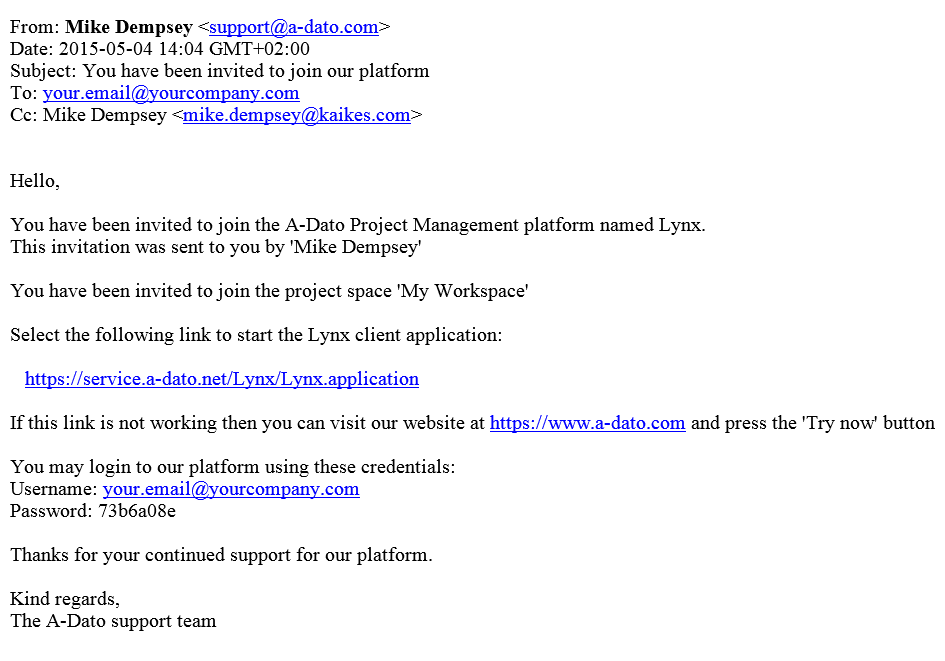 From: Mike Dempsey <support@a-dato.com>
Date: 2015-05-04 14:04 GMT+02:00
Subject: You have been invited to join our platform
To: your.email@yourcompany.com
Cc: Mike Dempsey <mike.dempsey@kaikes.com>
Hello,
You have been invited to join the A-Dato Project Management platform named Lynx.
This invitation was sent to you by 'Mike Dempsey'
You have been invited to join the project space 'My Workspace'
Select the following link to start the Lynx client application:
https://service.a-dato.net/Lynx/Lynx.application
If this link is not working then you can visit our website at https://www.a-dato.com and press the 'Try now' button
You may login to our platform using these credentials:
Username: your.email@yourcompany.com
Password: 73b6a08e
Thanks for your continued support for our platform.
Kind regards,
The A-Dato support team